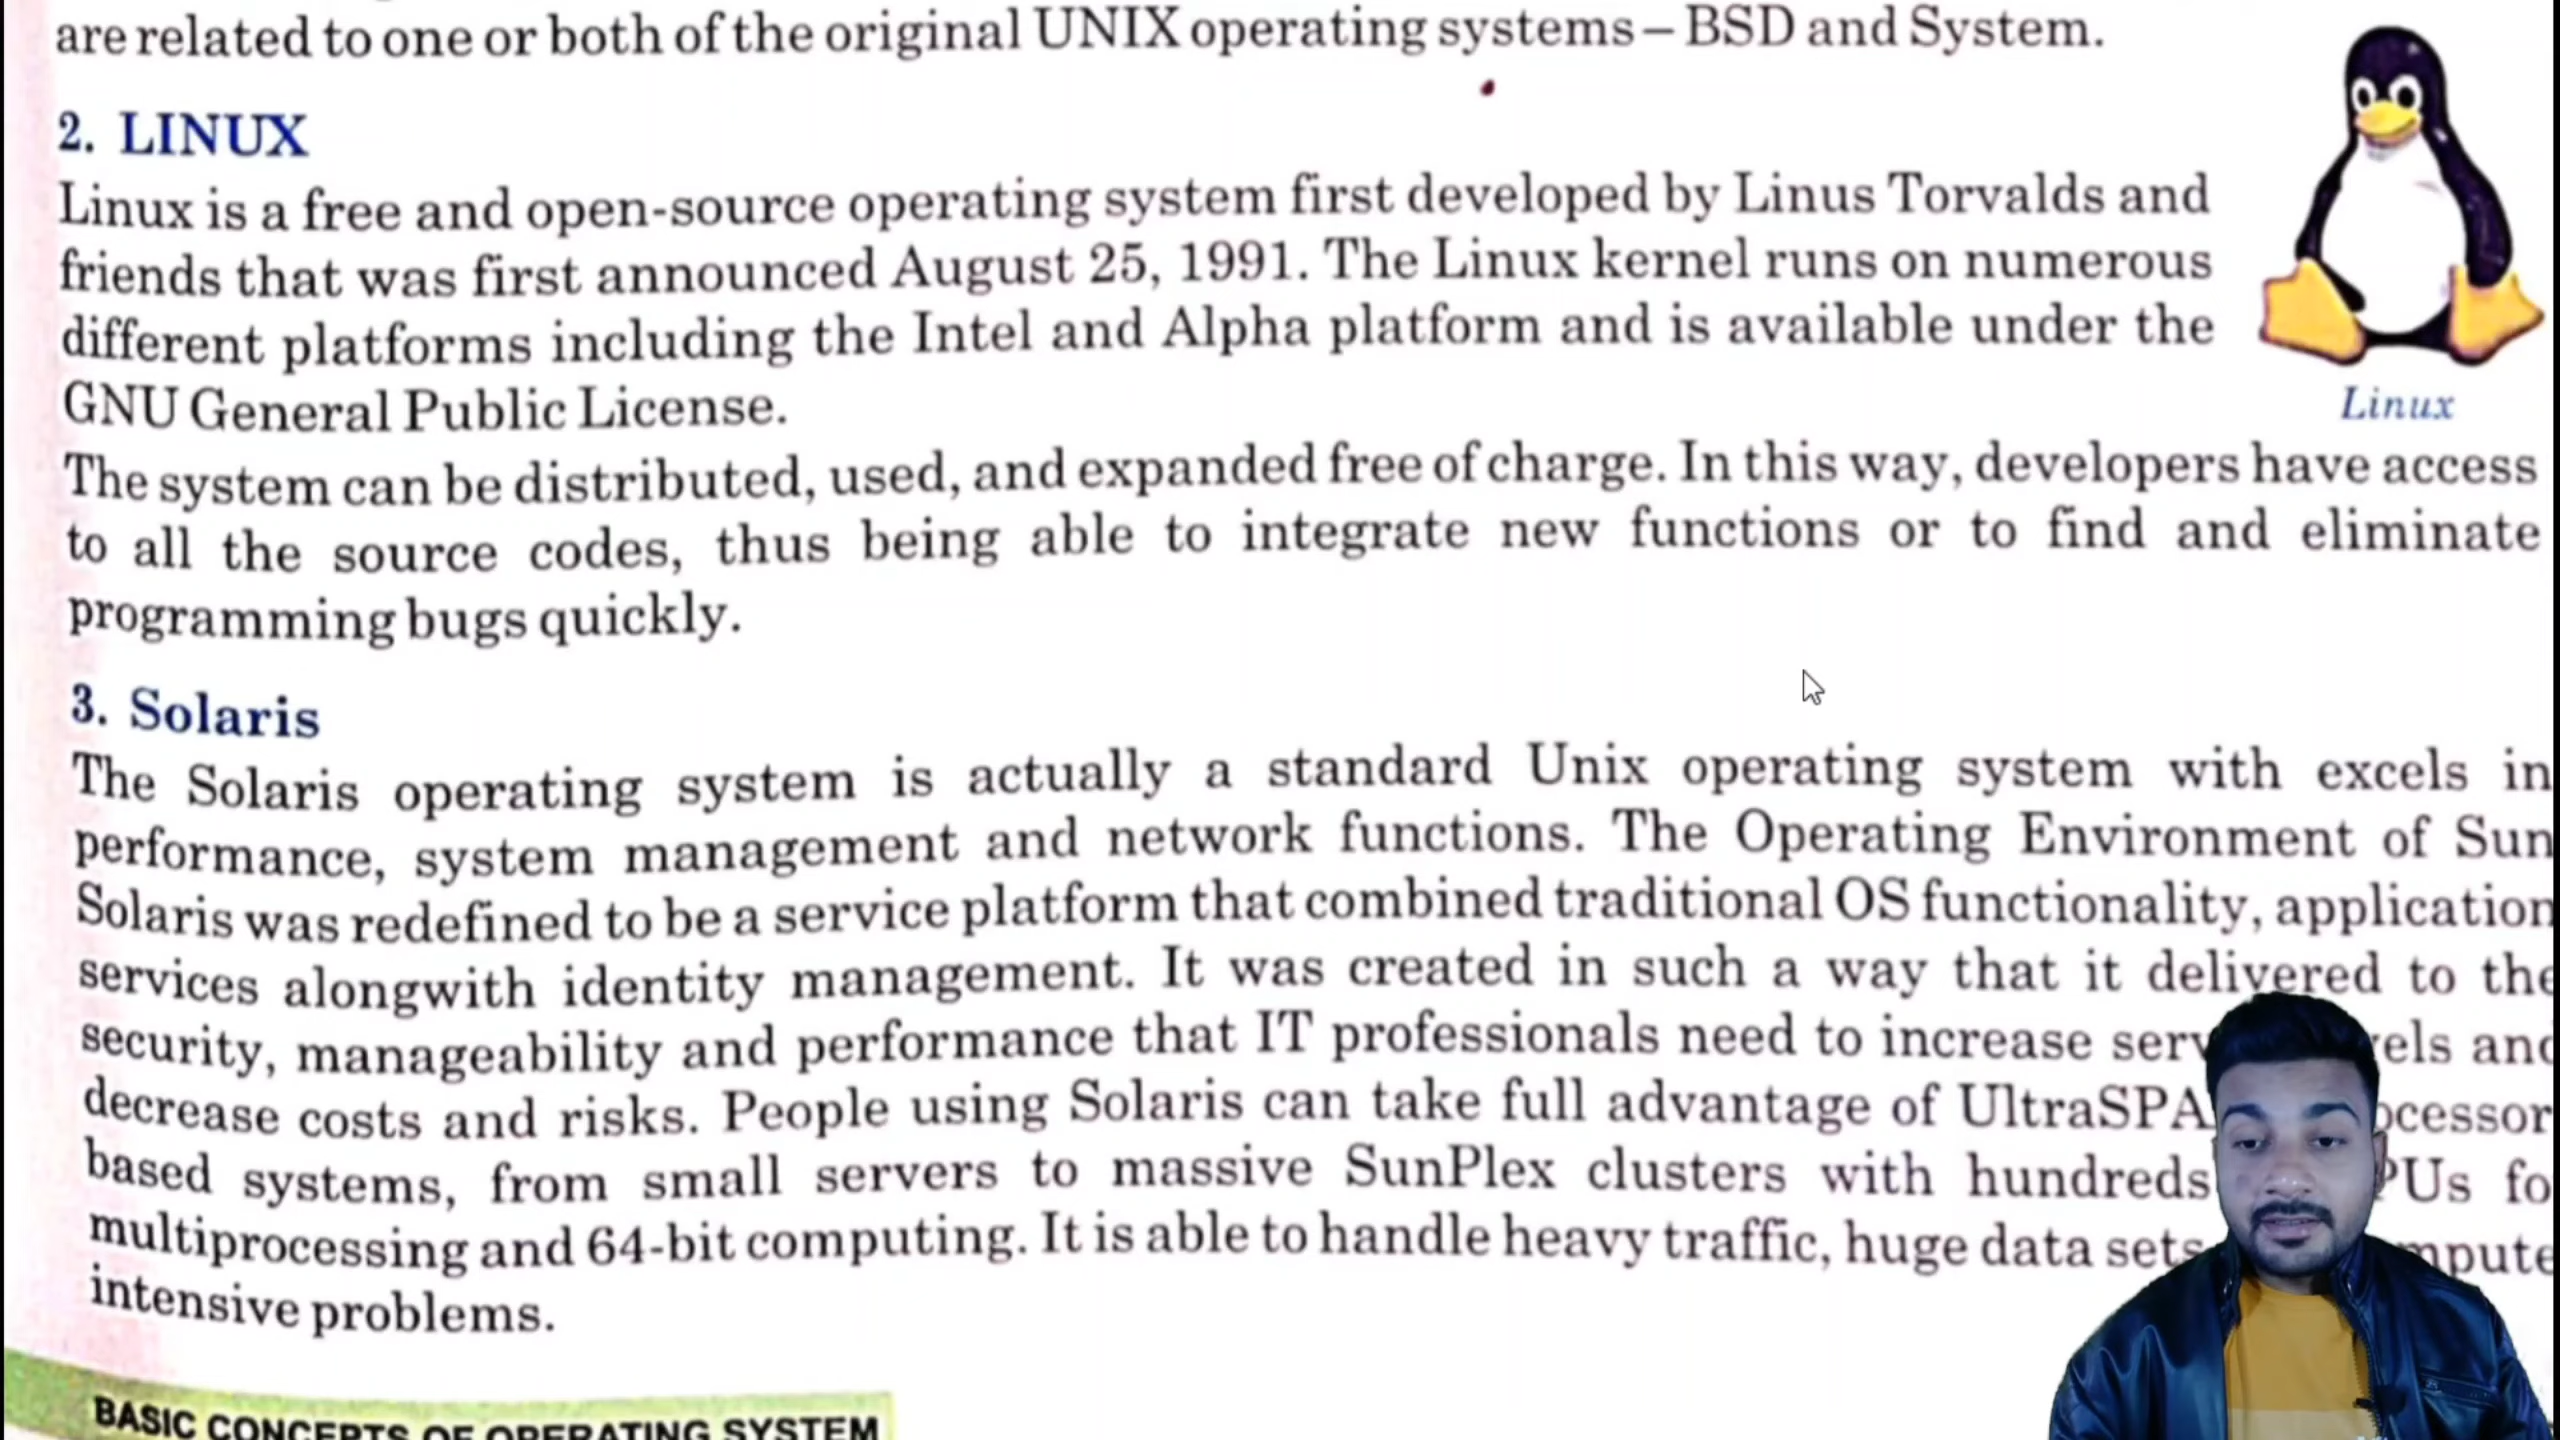 are related to one or both of the original UNIX operating systems – BSD and System.
2. LINUX
Linux is a free and open-source operating system first developed by Linus Torvalds and
friends that was first announced August 25, 1991. The Linux kernel runs on numerous
different platforms including the Intel and Alpha platform and is available under the
GNU General Public License.
Linux
The system can be distributed, used, and expanded free of charge. In this way, developers have access
to all the source codes, thus being able to integrate new functions or to find and eliminate
programming bugs quickly.
3. Solaris
The Solaris operating system is actually a standard Unix operating system with excels in
performance, system management and network functions. The Operating Environment of Sun
Solaris was redefined to be a service platform that combined traditional OS functionality, application
services alongwith identity management. It was created in such a way that it delivered to the
security, manageability and performance that IT professionals need to increase and
decrease costs and risks. People using Solaris can take full advantage of
based systems, from small servers to massive SunPlex clusters with hundreds
multiprocessing and 64-bit computing. It is able to handle heavy traffic, huge data sets
intensive problems.
BASIC CONCEPTS OF OPERATING SYSTEM